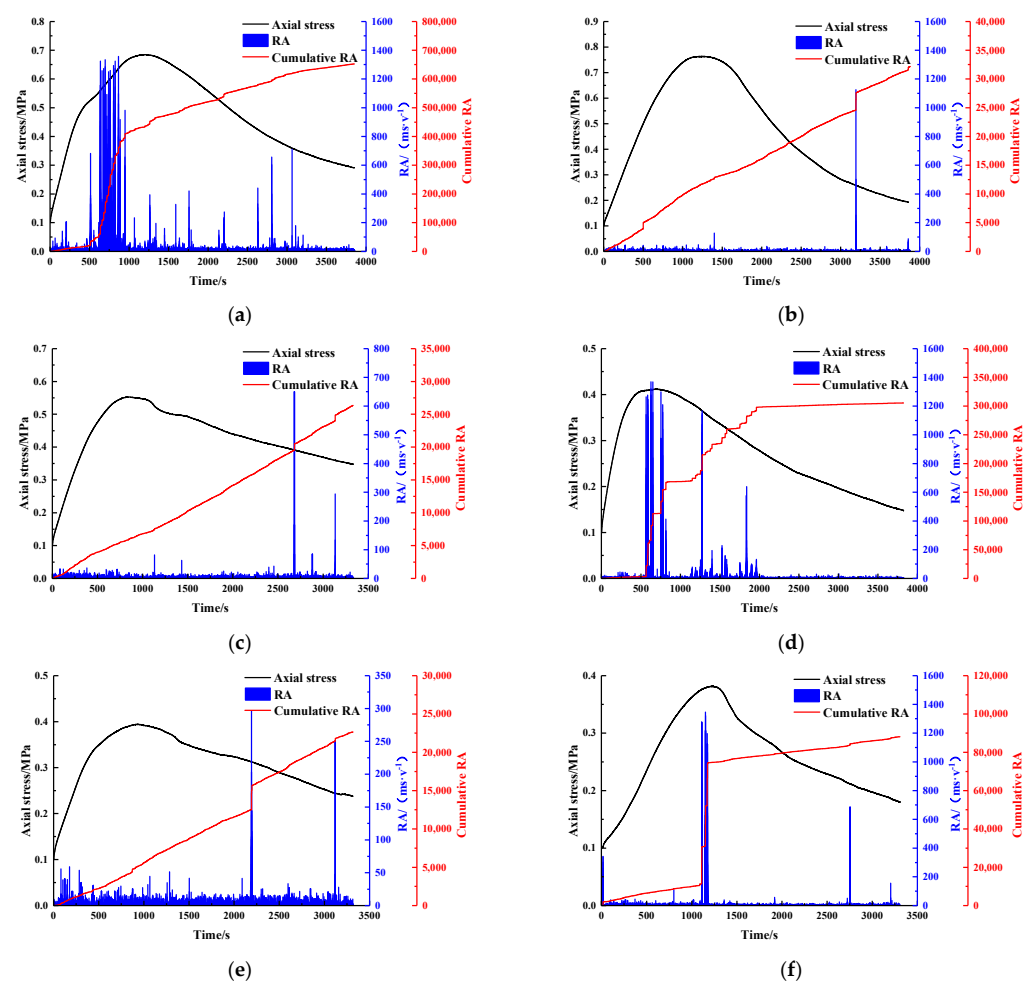 Axial stress
RA
Cumulative RA
0.8
0.7
0.6
0.5
0.4
0.3
0.2
0.1
0.0
Axial stress/MPa
0 500 1000 1500 2000 2500 3000 3500 4000
Time/s
1600
1400
1200
1000
800
600
400
200
0
RA/（ms·v⁻¹）
800,000
700,000
600,000
500,000
400,000
300,000
200,000
100,000
0
Cumulative RA
(a)
Axial stress
RA
Cumulative RA
0.9
0.8
0.7
0.6
0.5
0.4
0.3
0.2
0.1
0.0
Axial stress/MPa
0 500 1000 1500 2000 2500 3000 3500 4000
Time/s
1600
1400
1200
1000
800
600
400
200
0
RA/（ms·v⁻¹）
40,000
35,000
30,000
25,000
20,000
15,000
10,000
5,000
0
Cumulative RA
(b)
Axial stress
RA
Cumulative RA
0.7
0.6
0.5
0.4
0.3
0.2
0.1
0.0
Axial stress/MPa
0 500 1000 1500 2000 2500 3000 3500
Time/s
800
700
600
500
400
300
200
100
0
RA/（ms·v⁻¹）
35,000
30,000
25,000
20,000
15,000
10,000
5,000
0
Cumulative RA
(c)
Axial stress
RA
Cumulative RA
0.5
0.4
0.3
0.2
0.1
0.0
Axial stress/MPa
0 500 1000 1500 2000 2500 3000 3500 4000
Time/s
1600
1400
1200
1000
800
600
400
200
0
RA/（ms·v⁻¹）
400,000
350,000
300,000
250,000
200,000
150,000
100,000
50,000
0
Cumulative RA
(d)
Axial stress
RA
Cumulative RA
0.5
0.4
0.3
0.2
0.1
0.0
Axial stress/MPa
0 500 1000 1500 2000 2500 3000 3500
Time/s
350
300
250
200
150
100
50
0
RA/（ms·v⁻¹）
30,000
25,000
20,000
15,000
10,000
5,000
0
Cumulative RA
(e)
Axial stress
RA
Cumulative RA
0.4
0.3
0.2
0.1
0.0
Axial stress/MPa
0 500 1000 1500 2000 2500 3000 3500
Time/s
1600
1400
1200
1000
800
600
400
200
0
RA/（ms·v⁻¹）
120,000
100,000
80,000
60,000
40,000
20,000
0
Cumulative RA
(f)